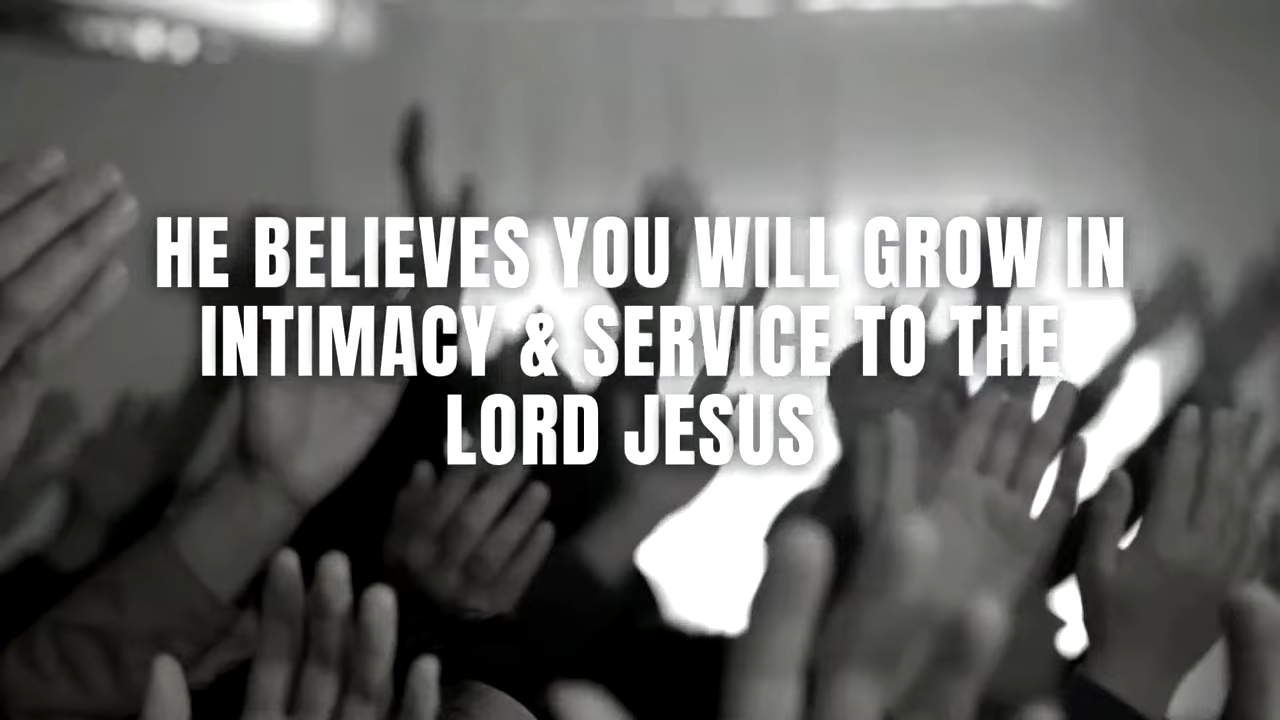 HE BELIEVES YOU WILL GROW IN
INTIMACY & SERVICE TO THE
LORD JESUS